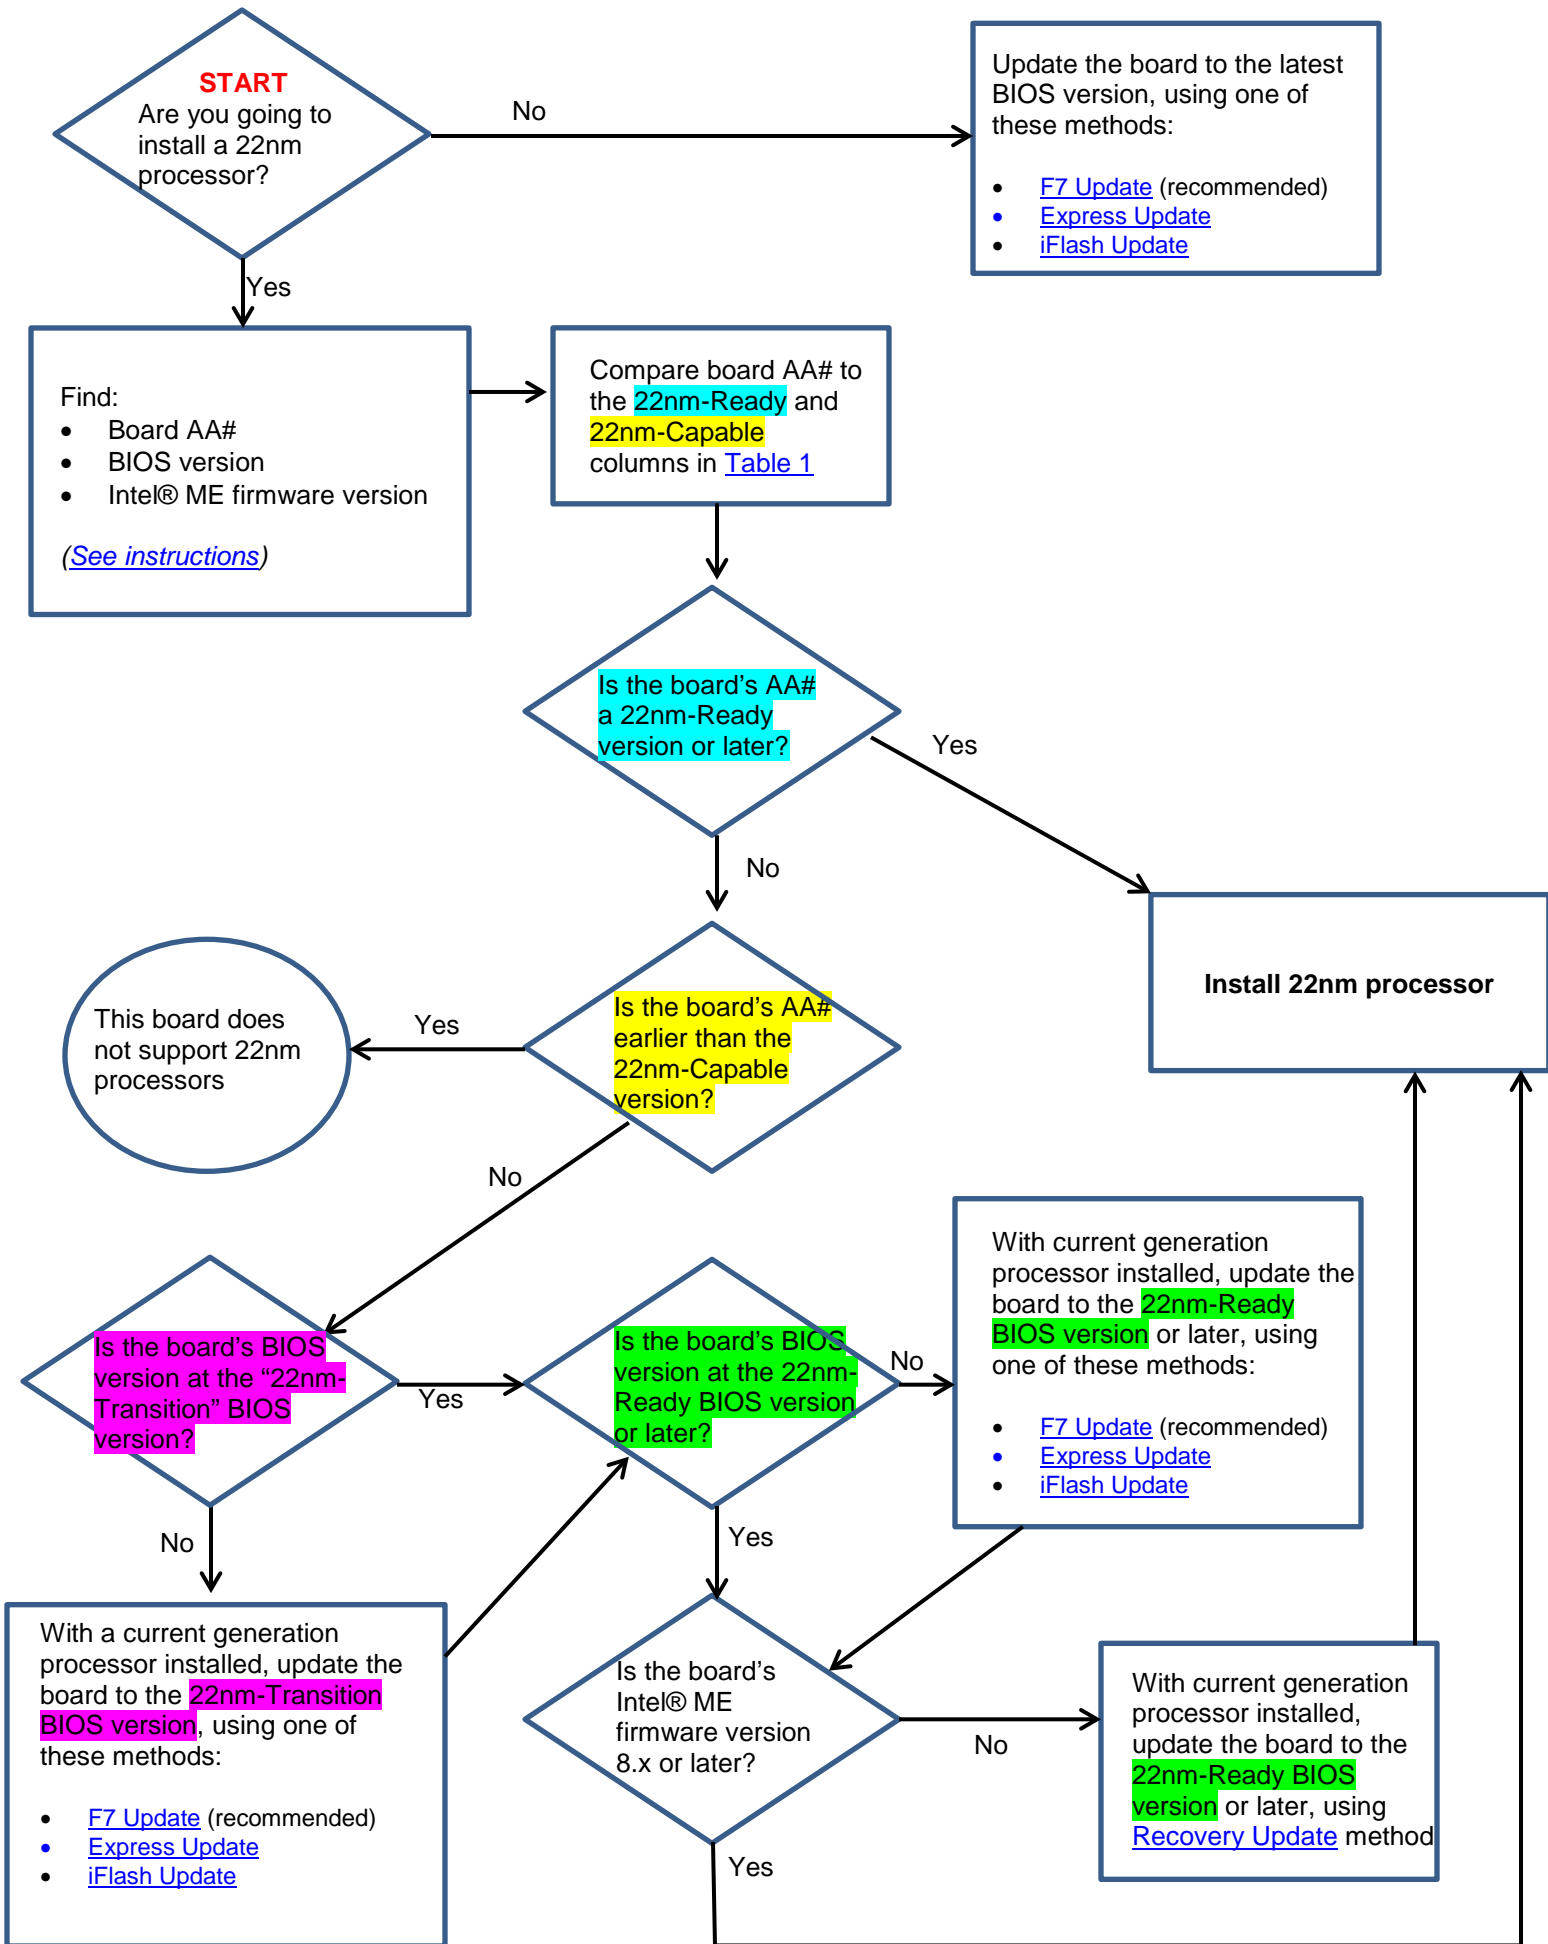 START
Are you going to
install a 22nm
processor?
No
Update the board to the latest
BIOS version, using one of
these methods:
• F7 Update (recommended)
• Express Update
• iFlash Update
Yes
Find:
• Board AA#
• BIOS version
• Intel® ME firmware version
(See instructions)
Compare board AA# to
the 22nm-Ready and
22nm-Capable
columns in Table 1
Is the board’s AA#
a 22nm-Ready
version or later?
Yes
No
Install 22nm processor
This board does
not support 22nm
processors
Yes
Is the board’s AA#
earlier than the
22nm-Capable
version?
No
Is the board’s BIOS
version at the “22nm-
Transition” BIOS
version?
Yes
Is the board’s BIOS
version at the 22nm-
Ready BIOS version
or later?
No
With current generation
processor installed, update the
board to the 22nm-Ready
BIOS version or later, using
one of these methods:
• F7 Update (recommended)
• Express Update
• iFlash Update
No
Yes
With a current generation
processor installed, update the
board to the 22nm-Transition
BIOS version, using one of
these methods:
• F7 Update (recommended)
• Express Update
• iFlash Update
Is the board’s
Intel® ME
firmware version
8.x or later?
No
With current generation
processor installed,
update the board to the
22nm-Ready BIOS
version or later, using
Recovery Update method
Yes